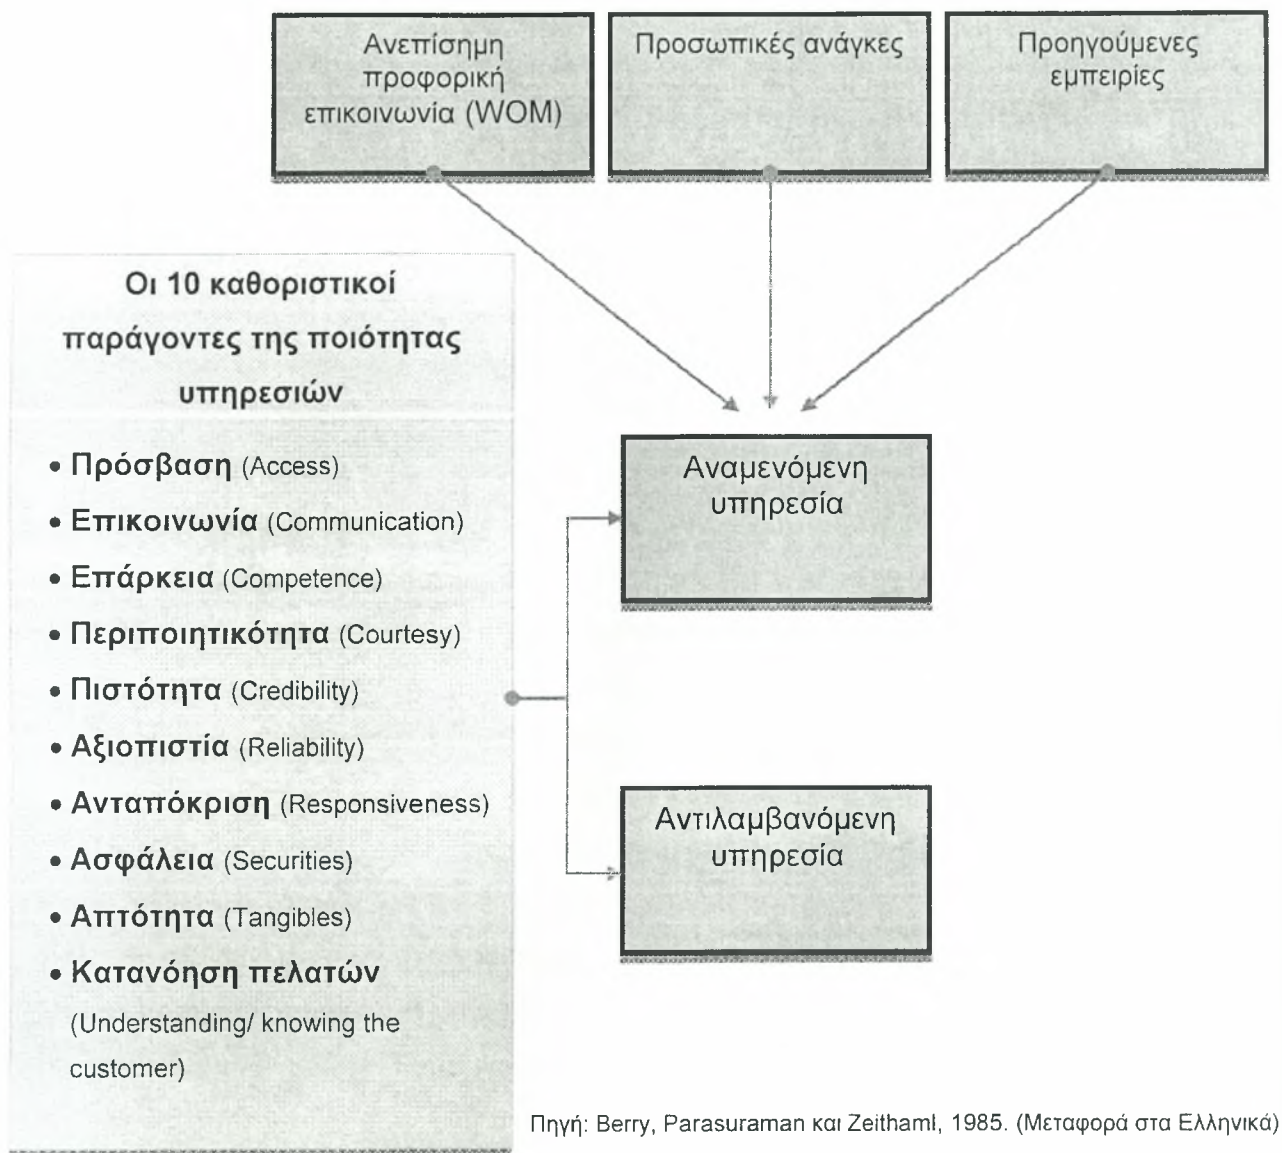 Ανεπίσημη
προφορική
επικοινωνία (WOM)
Προσωπικές ανάγκες
Προηγούμενες
εμπειρίες
Οι 10 καθοριστικοί
παράγοντες της ποιότητας
υπηρεσιών
• Πρόσβαση (Access)
• Επικοινωνία (Communication)
• Επάρκεια (Competence)
• Περιποιητικότητα (Courtesy)
• Πιστότητα (Credibility)
• Αξιοπιστία (Reliability)
• Ανταπόκριση (Responsiveness)
• Ασφάλεια (Securities)
• Απτότητα (Tangibles)
• Κατανόηση πελατών
(Understanding/ knowing the
customer)
Αναμενόμενη
υπηρεσία
Αντιλαμβανόμενη
υπηρεσία
Πηγή: Berry, Parasuraman και Zeithaml, 1985. (Μεταφορά στα Ελληνικά)